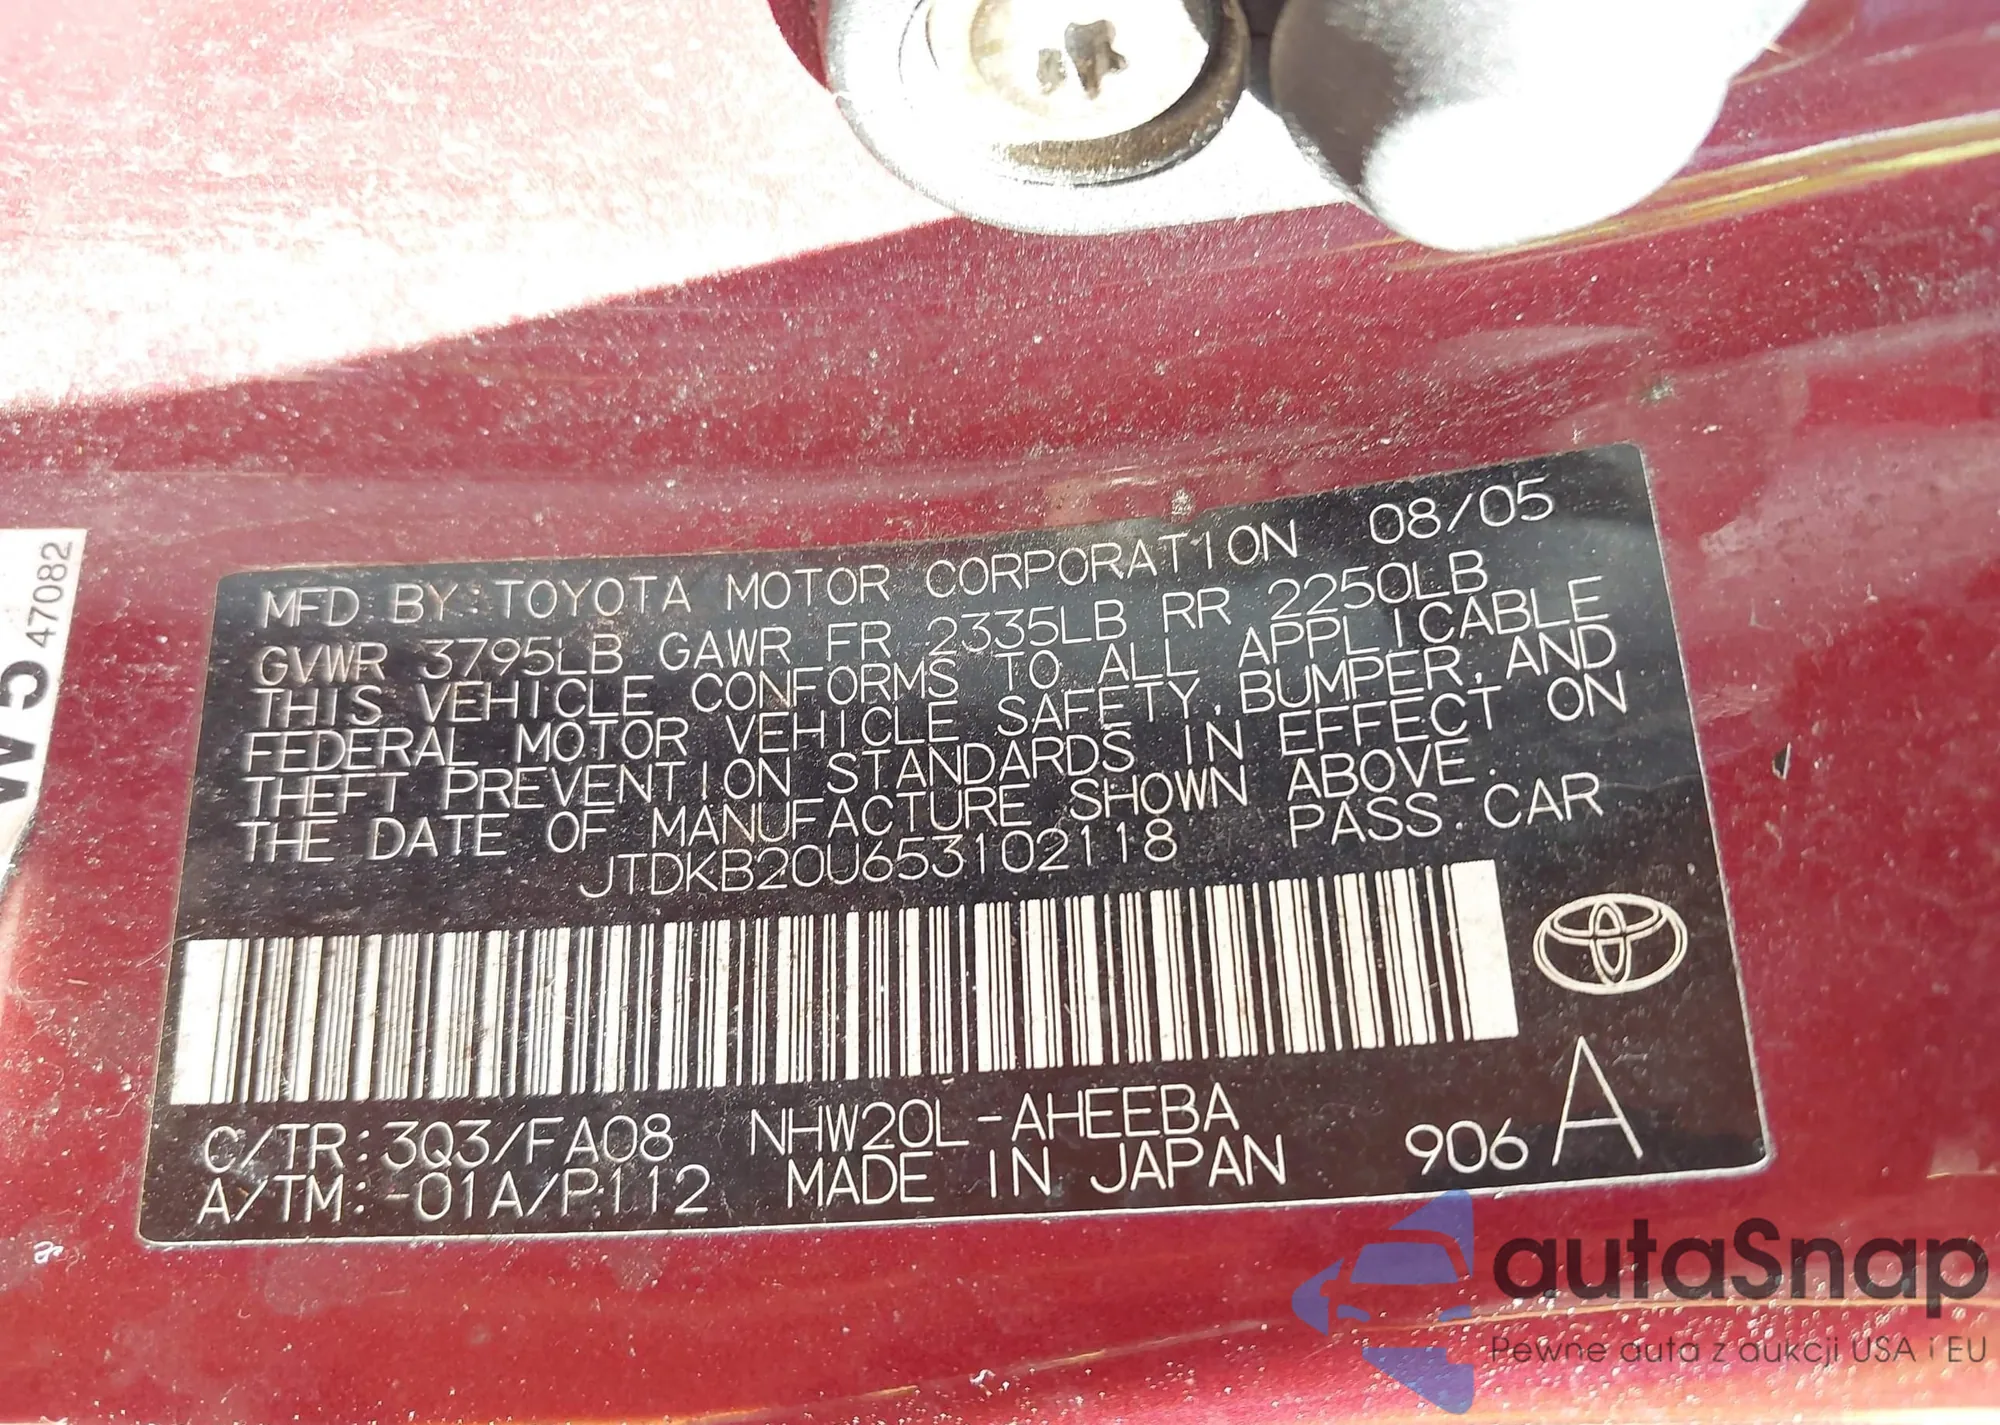 MFD BY: TOYOTA MOTOR CORPORATION 08/05
GVWR 3795LB GAWR FR 2335LB RR 2250LB
THIS VEHICLE CONFORMS TO ALL APPLICABLE
FEDERAL MOTOR VEHICLE SAFETY, BUMPER, AND
THEFT PREVENTION STANDARDS IN EFFECT ON
THE DATE OF MANUFACTURE SHOWN ABOVE.
JTDKB20U653102118 PASS. CAR
C/TR:3Q3/FA08 NHW20L-AHEEBA
A/TM:-01A/P112 MADE IN JAPAN 906 A
W5 47082
autaSnap
Pewne auta z aukcji USA i EU